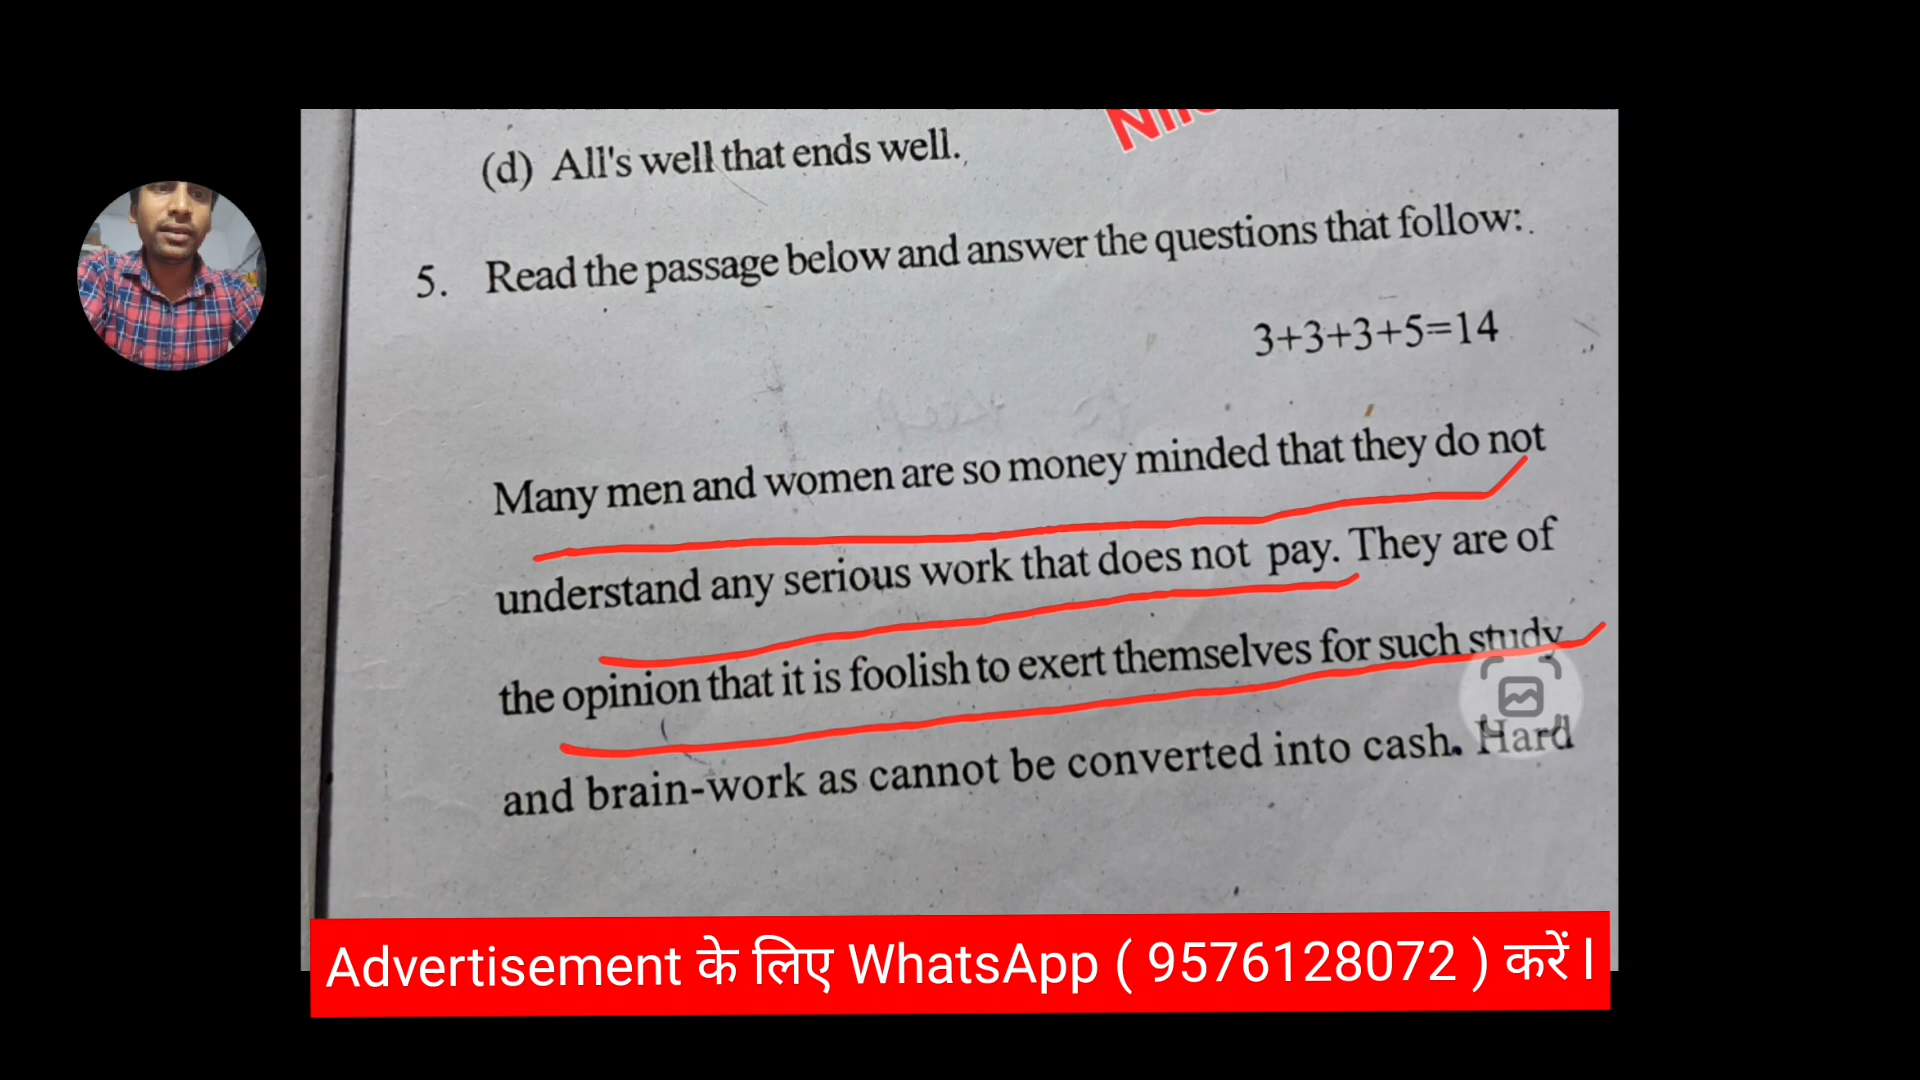 (d) All's well that ends well.
5. Read the passage below and answer the questions that follow:
3+3+3+5=14
Many men and women are so money minded that they do not
understand any serious work that does not pay. They are of
the opinion that it is foolish to exert themselves for such study
and brain-work as cannot be converted into cash. Hard
Advertisement के लिए WhatsApp ( 9576128072 ) करें l